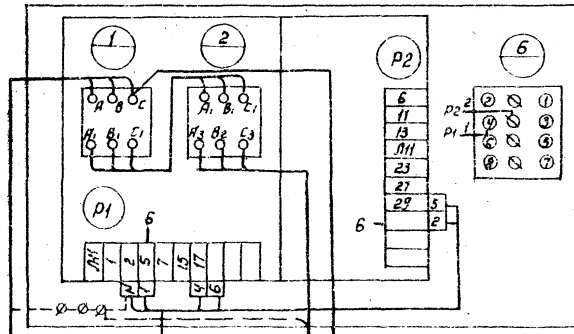 1 2 P2 6
A B C
A₁ B₁ C₁
A₁ B₁ C₁
A₃ B₂ C₃
6
11
13
Л11
23
27
29 5
6 2
P2 2
P1 1
2 1
4 3
6 5
8 7
P1
6
Л11 1 2 5 7 15 17
N 1 4 6